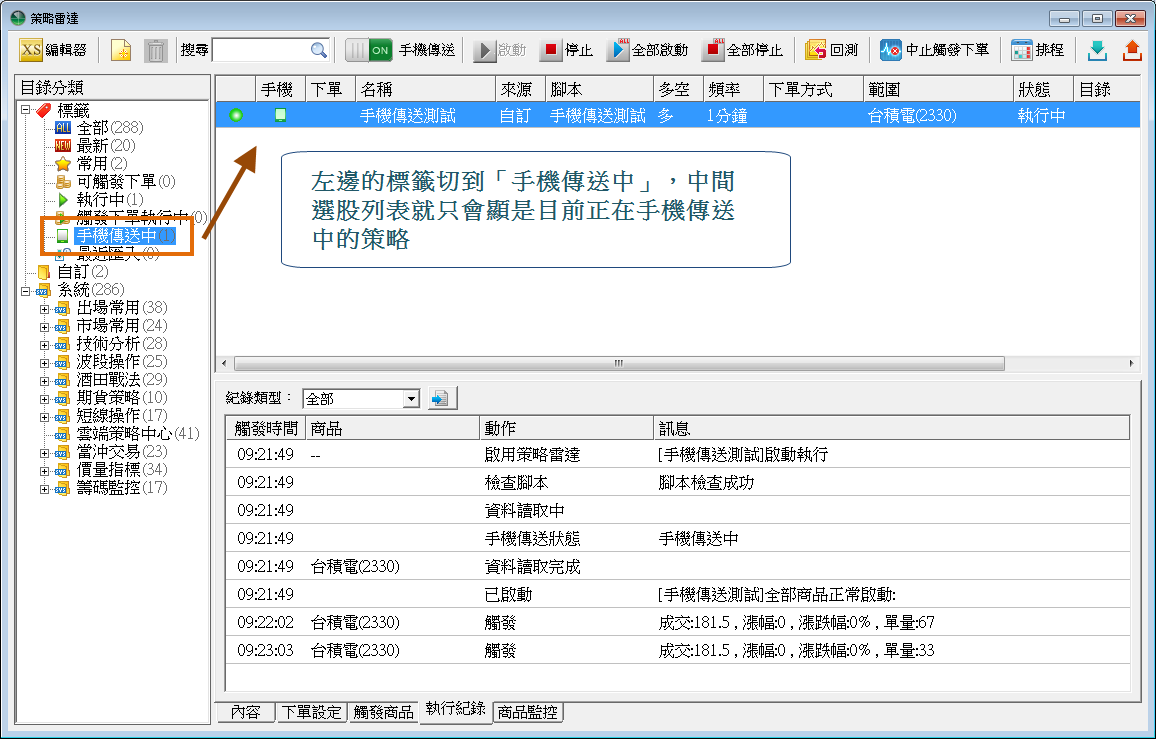 策略雷達
XS 編輯器 搜尋 ON 手機傳送 啟動 停止 ALL 全部啟動 ALL 全部停止 回測 中止觸發下單 排程
目錄分類
標籤
ALL 全部(288)
NEW 最新(20)
常用(2)
可觸發下單(0)
執行中(1)
觸發下單執行中(0)
手機傳送中(1)
最近匯入(0)
自訂(2)
SYS 系統(286)
SYS 出場常用(38)
SYS 市場常用(24)
SYS 技術分析(28)
SYS 波段操作(25)
SYS 酒田戰法(29)
SYS 期貨策略(10)
SYS 短線操作(17)
SYS 雲端策略中心(41)
SYS 當沖交易(23)
SYS 價量指標(34)
SYS 籌碼監控(17)
手機 下單 名稱 來源 腳本 多空 頻率 下單方式 範圍 狀態 目錄
手機傳送測試 自訂 手機傳送測試 多 1分鐘 台積電(2330) 執行中
左邊的標籤切到「手機傳送中」，中間
選股列表就只會顯是目前正在手機傳送
中的策略
紀錄類型： 全部
觸發時間 商品 動作 訊息
09:21:49 -- 啟用策略雷達 [手機傳送測試]啟動執行
09:21:49 檢查腳本 腳本檢查成功
09:21:49 資料讀取中
09:21:49 手機傳送狀態 手機傳送中
09:21:49 台積電(2330) 資料讀取完成
09:21:49 已啟動 [手機傳送測試]全部商品正常啟動:
09:22:02 台積電(2330) 觸發 成交:181.5 , 漲幅:0 , 漲跌幅:0% , 單量:67
09:23:03 台積電(2330) 觸發 成交:181.5 , 漲幅:0 , 漲跌幅:0% , 單量:33
內容 下單設定 觸發商品 執行紀錄 商品監控